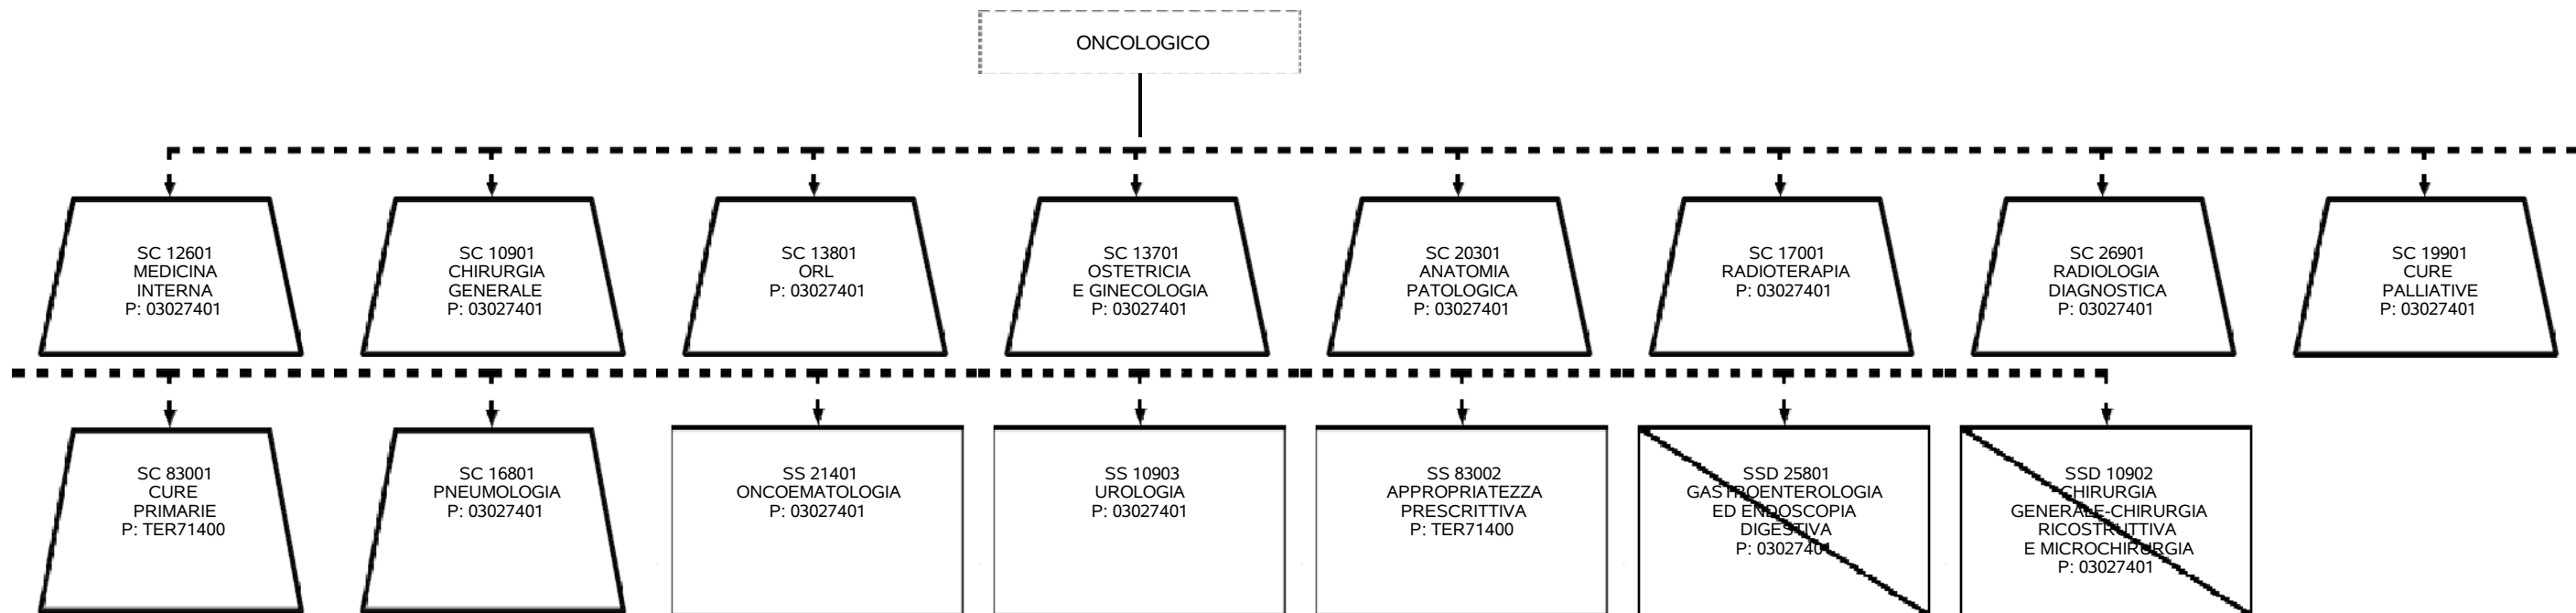 ONCOLOGICO
SC 12601
MEDICINA
INTERNA
P: 03027401
SC 10901
CHIRURGIA
GENERALE
P: 03027401
SC 13801
ORL
P: 03027401
SC 13701
OSTETRICIA
E GINECOLOGIA
P: 03027401
SC 20301
ANATOMIA
PATOLOGICA
P: 03027401
SC 17001
RADIOTERAPIA
P: 03027401
SC 26901
RADIOLOGIA
DIAGNOSTICA
P: 03027401
SC 19901
CURE
PALLIATIVE
P: 03027401
SC 83001
CURE
PRIMARIE
P: TER71400
SC 16801
PNEUMOLOGIA
P: 03027401
SS 21401
ONCOEMATOLOGIA
P: 03027401
SS 10903
UROLOGIA
P: 03027401
SS 83002
APPROPRIATEZZA
PRESCRITTIVA
P: TER71400
SSD 25801
GASTROENTEROLOGIA
ED ENDOSCOPIA
DIGESTIVA
P: 03027401
SSD 10902
CHIRURGIA
GENERALE-CHIRURGIA
RICOSTRUTTIVA
E MICROCHIRURGIA
P: 03027401